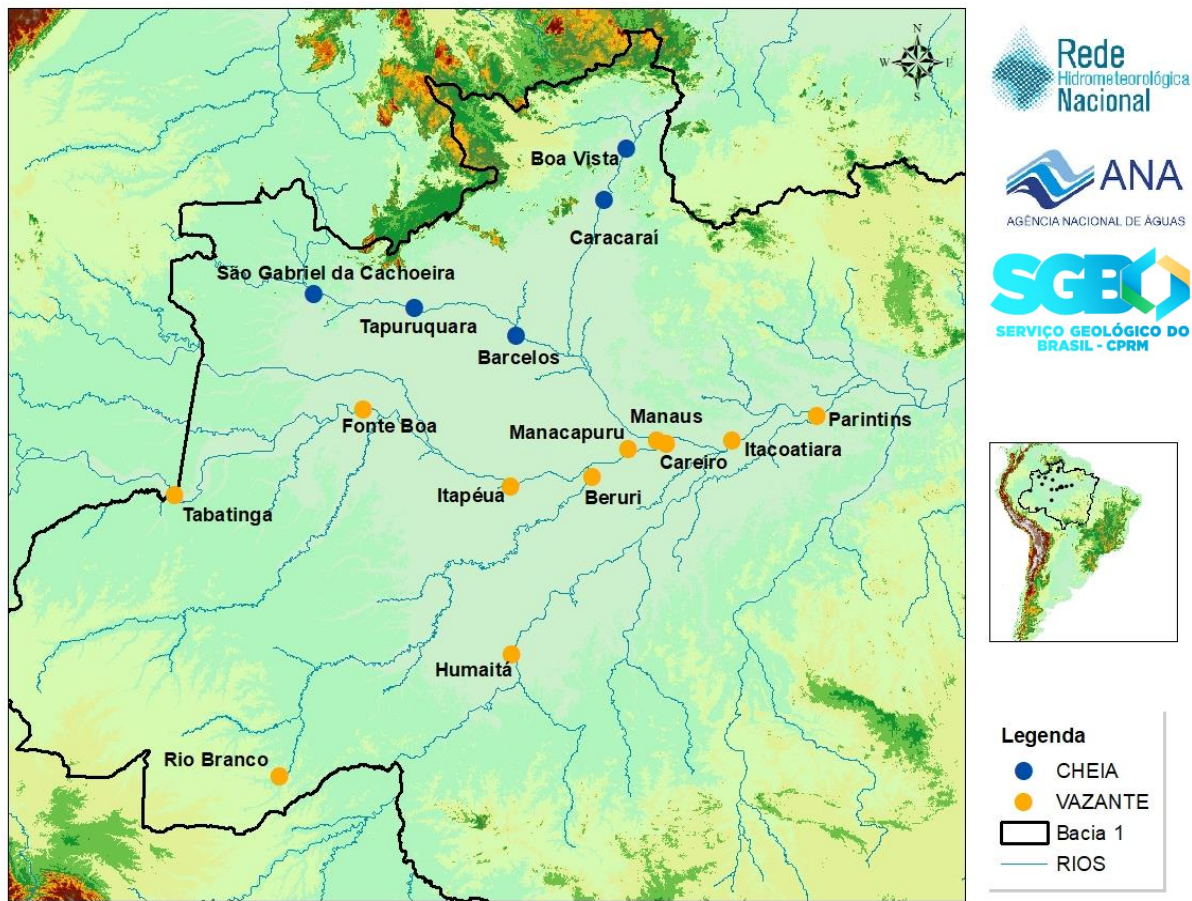 N
W E
S
Boa Vista
Caracaraí
São Gabriel da Cachoeira
Tapuruquara
Barcelos
Fonte Boa
Manaus
Parintins
Manacapuru
Itacoatiara
Careiro
Itapéua
Beruri
Tabatinga
Humaitá
Rio Branco
Rede
Hidrometeorológica
Nacional
ANA
AGÊNCIA NACIONAL DE ÁGUAS
SGB
SERVIÇO GEOLÓGICO DO
BRASIL - CPRM
Legenda
CHEIA
VAZANTE
Bacia 1
RIOS